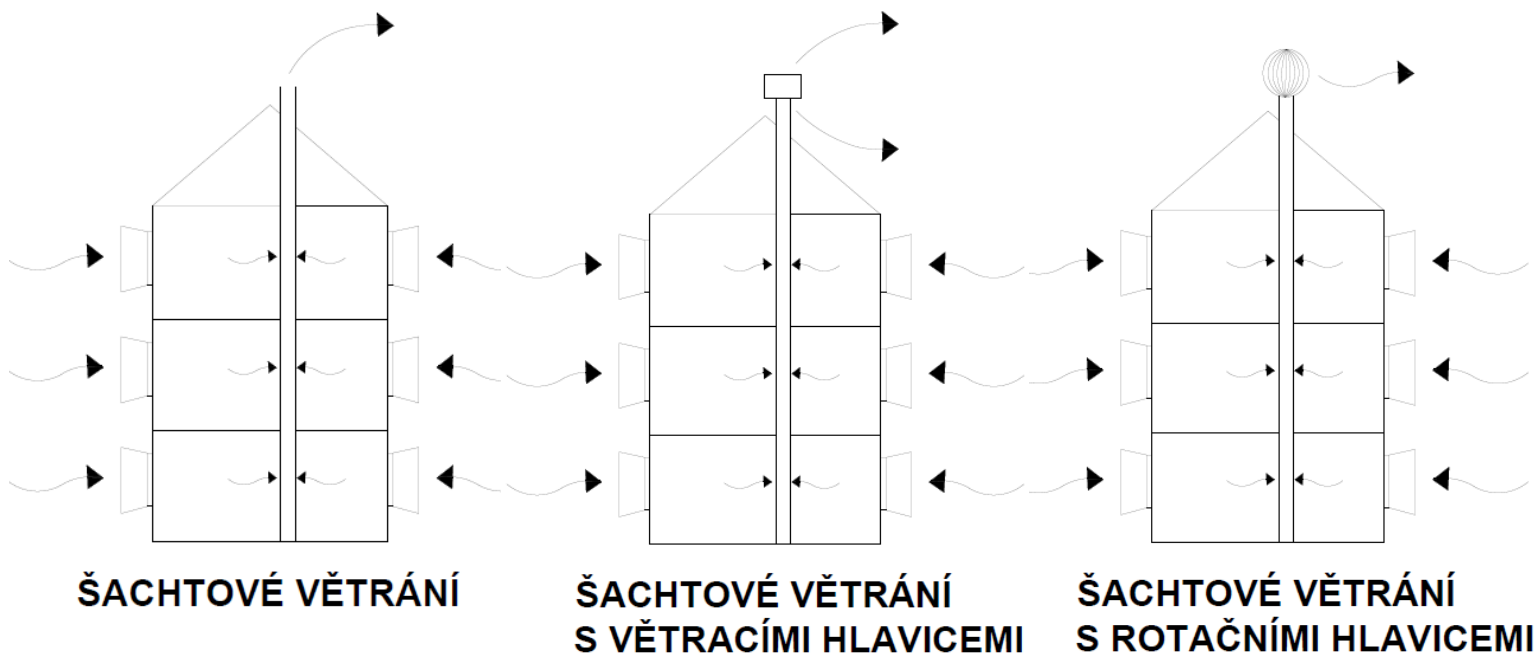 ŠACHTOVÉ VĚTRÁNÍ
ŠACHTOVÉ VĚTRÁNÍ
S VĚTRACÍMI HLAVICEMI
ŠACHTOVÉ VĚTRÁNÍ
S ROTAČNÍMI HLAVICEMI